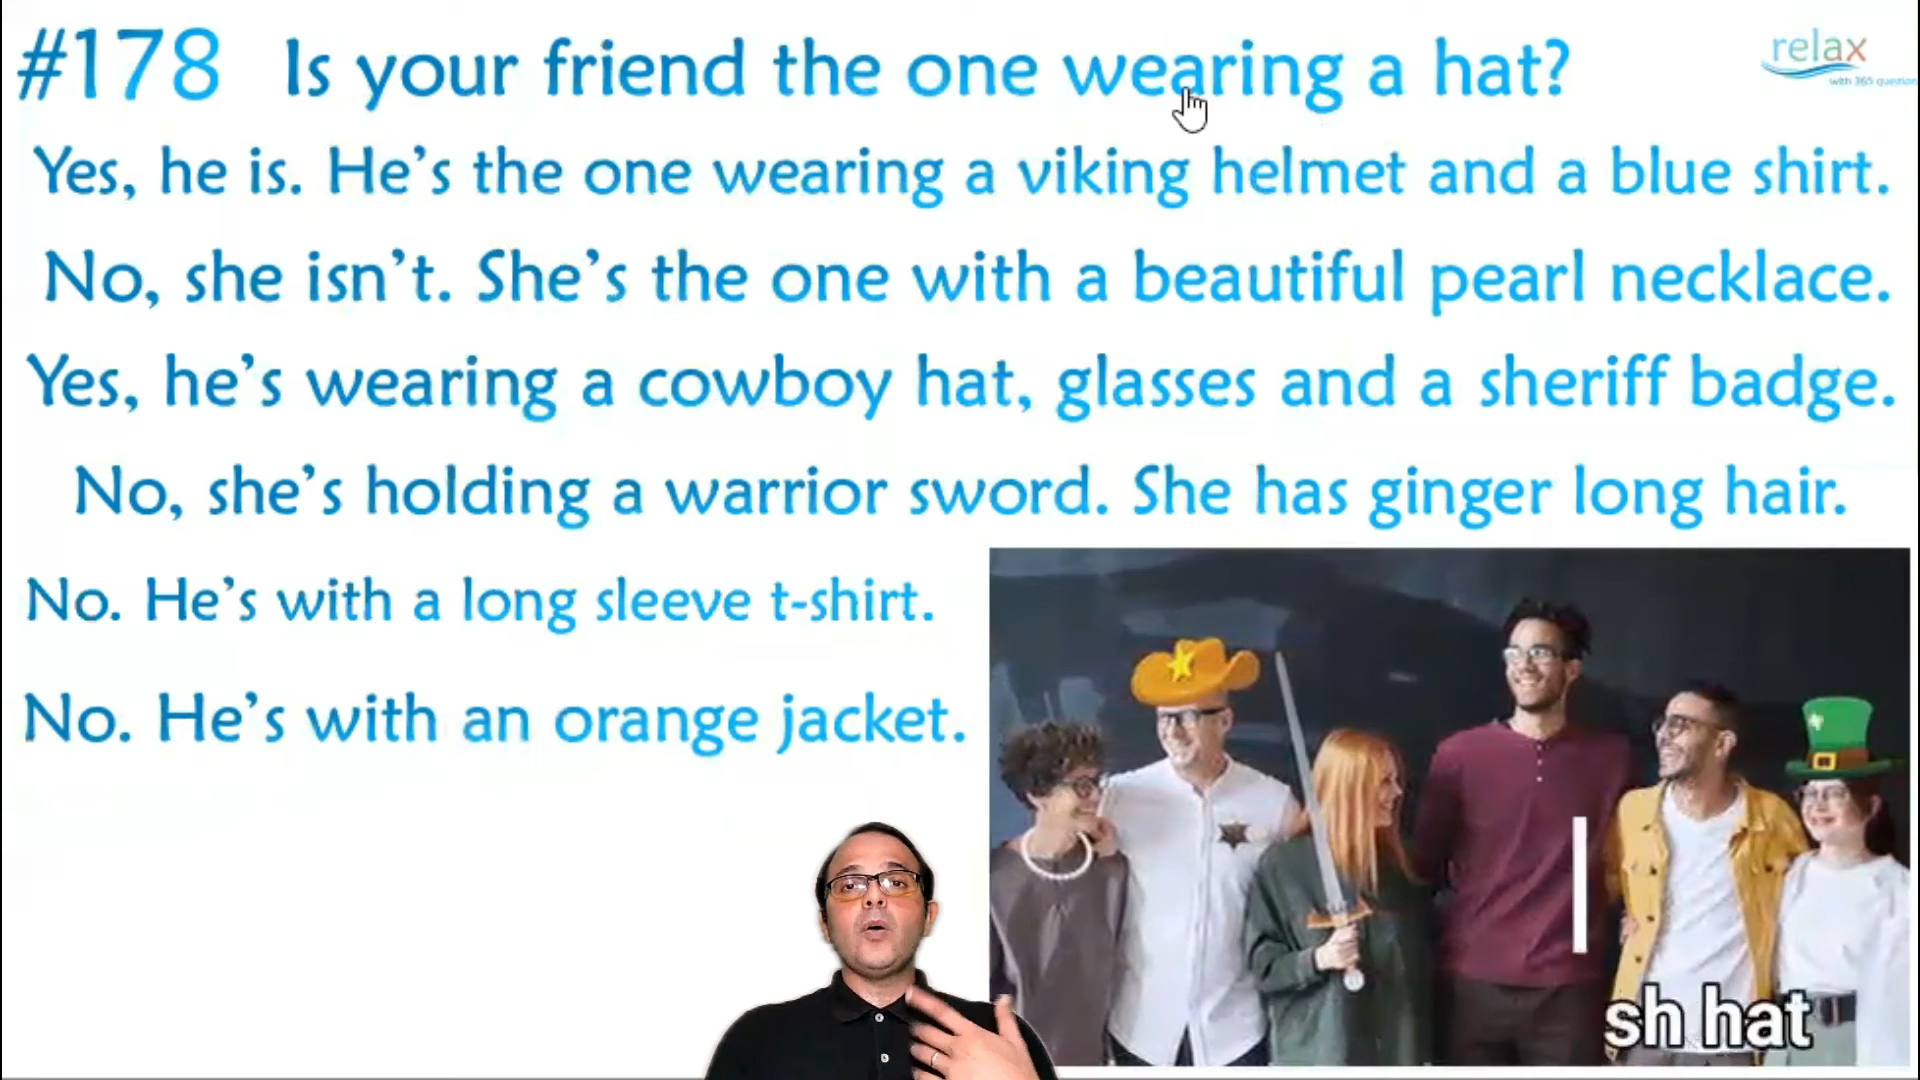 #178 Is your friend the one wearing a hat?
relax
with 365 question
Yes, he is. He's the one wearing a viking helmet and a blue shirt.
No, she isn't. She's the one with a beautiful pearl necklace.
Yes, he's wearing a cowboy hat, glasses and a sheriff badge.
No, she's holding a warrior sword. She has ginger long hair.
No. He's with a long sleeve t-shirt.
No. He's with an orange jacket.
sh hat